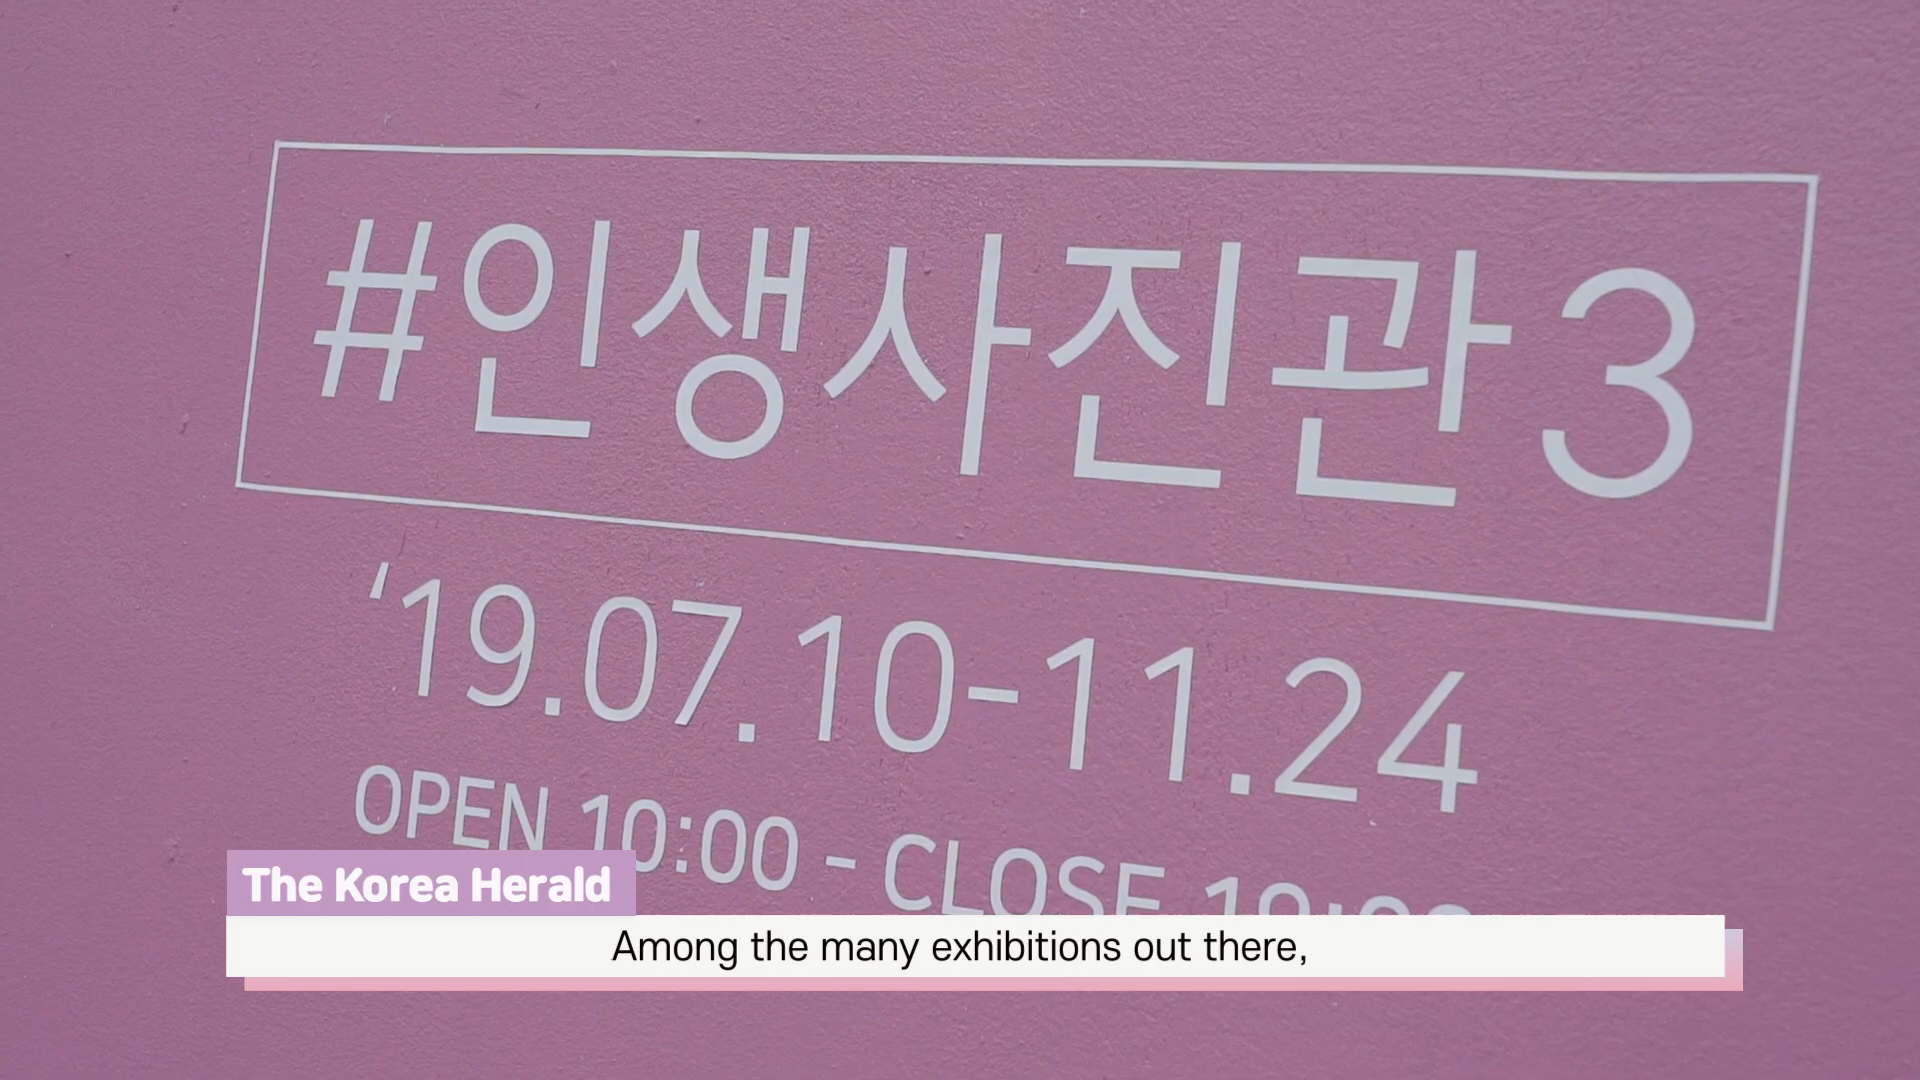 #인생사진관3
'19.07.10-11.24
OPEN 10:00 - CLOSE
The Korea Herald
Among the many exhibitions out there,